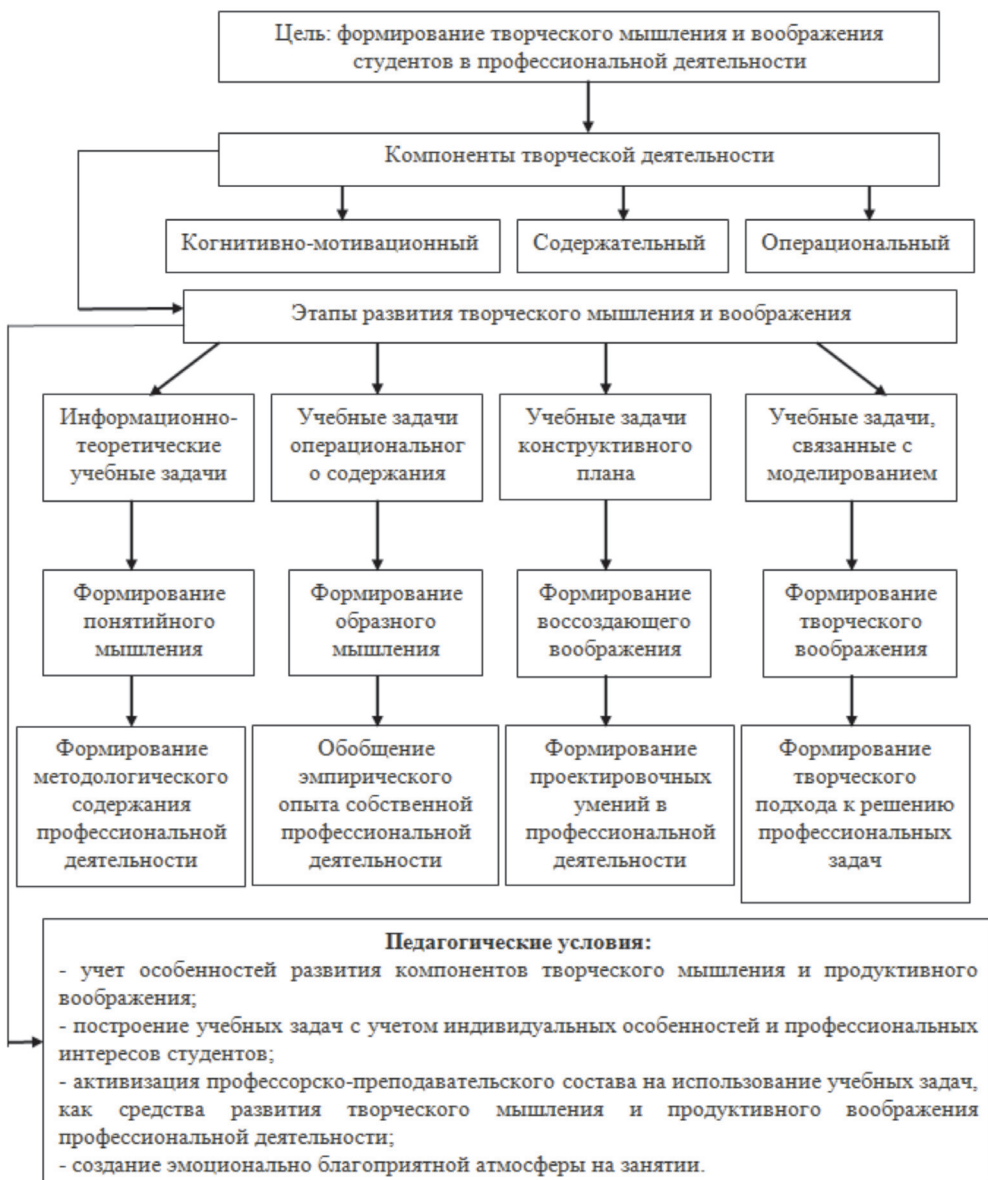 Цель: формирование творческого мышления и воображения
студентов в профессиональной деятельности
Компоненты творческой деятельности
Когнитивно-мотивационный
Содержательный
Операциональный
Этапы развития творческого мышления и воображения
Информационно-
теоретические
учебные задачи
Учебные задачи
операциональног
о содержания
Учебные задачи
конструктивного
плана
Учебные задачи,
связанные с
моделированием
Формирование
понятийного
мышления
Формирование
образного
мышления
Формирование
воссоздающего
воображения
Формирование
творческого
воображения
Формирование
методологического
содержания
профессиональной
деятельности
Обобщение
эмпирического
опыта собственной
профессиональной
деятельности
Формирование
проектировочных
умений в
профессиональной
деятельности
Формирование
творческого
подхода к решению
профессиональных
задач
Педагогические условия:
- учет особенностей развития компонентов творческого мышления и продуктивного
воображения;
- построение учебных задач с учетом индивидуальных особенностей и профессиональных
интересов студентов;
- активизация профессорско-преподавательского состава на использование учебных задач,
как средства развития творческого мышления и продуктивного воображения
профессиональной деятельности;
- создание эмоционально благоприятной атмосферы на занятии.